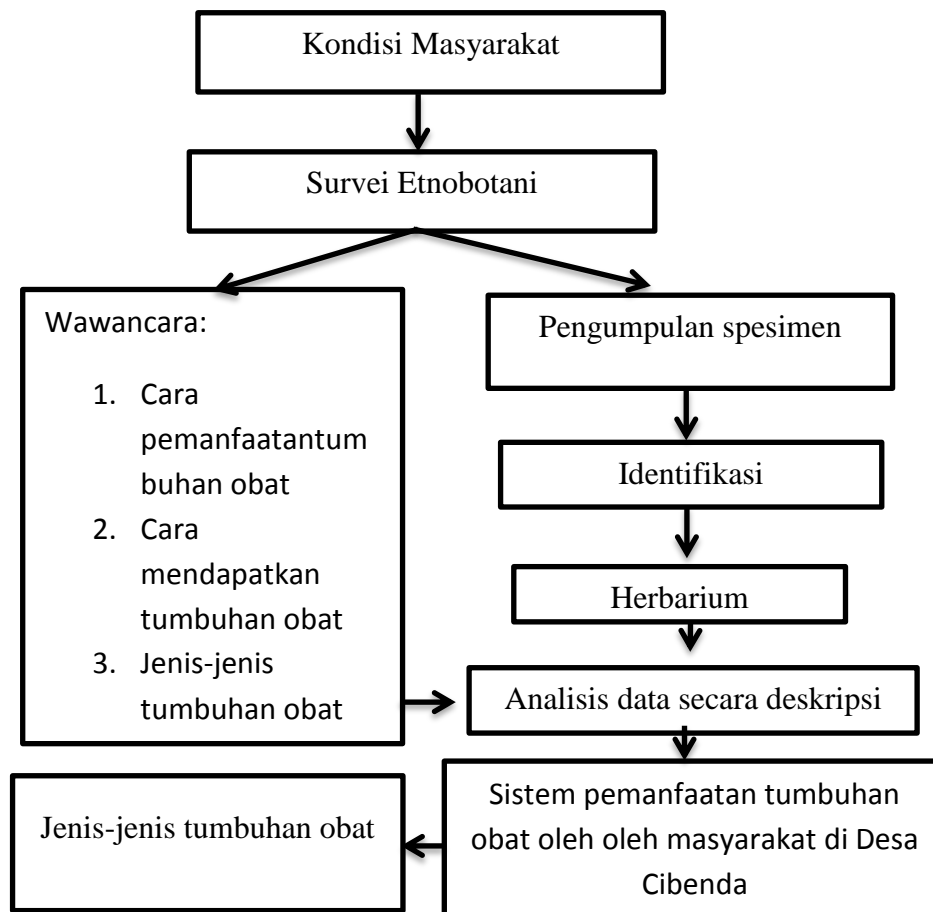 Kondisi Masyarakat
Survei Etnobotani
Wawancara:
1. Cara
pemanfaatantum
buhan obat
2. Cara
mendapatkan
tumbuhan obat
3. Jenis-jenis
tumbuhan obat
Pengumpulan spesimen
Identifikasi
Herbarium
Analisis data secara deskripsi
Sistem pemanfaatan tumbuhan
obat oleh oleh masyarakat di Desa
Cibenda
Jenis-jenis tumbuhan obat